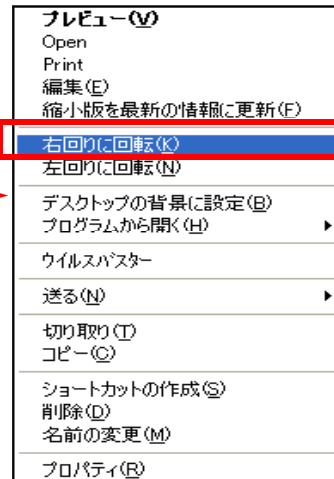 プレビュー(V)
Open
Print
編集(E)
縮小版を最新の情報に更新(F)
右回りに回転(K)
左回りに回転(N)
デスクトップの背景に設定(B)
プログラムから開く(H)
ウイルスバスター
送る(N)
切り取り(T)
コピー(C)
ショートカットの作成(S)
削除(D)
名前の変更(M)
プロパティ(R)